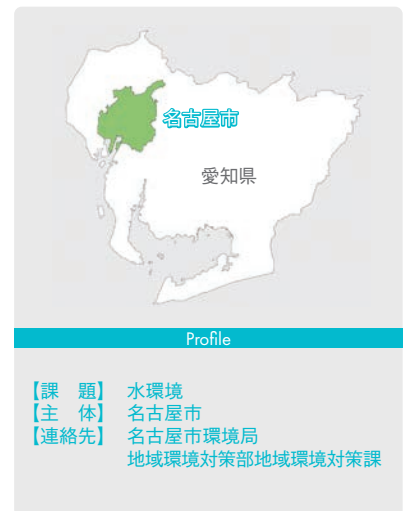 名古屋市
愛知県
Profile
【課　題】　水環境
【主　体】　名古屋市
【連絡先】　名古屋市環境局
地域環境対策部地域環境対策課